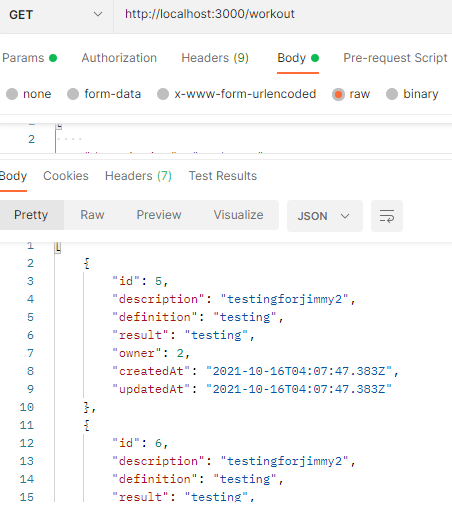 GET http://localhost:3000/workout
Params Authorization Headers (9) Body Pre-request Script
none form-data x-www-form-urlencoded raw binary
2
Body Cookies Headers (7) Test Results
Pretty Raw Preview Visualize JSON
1 [
2 {
3 "id": 5,
4 "description": "testingforjimmy2",
5 "definition": "testing",
6 "result": "testing",
7 "owner": 2,
8 "createdAt": "2021-10-16T04:07:47.383Z",
9 "updatedAt": "2021-10-16T04:07:47.383Z"
10 },
11 {
12 "id": 6,
13 "description": "testingforjimmy2",
14 "definition": "testing",
15 "result": "testing",